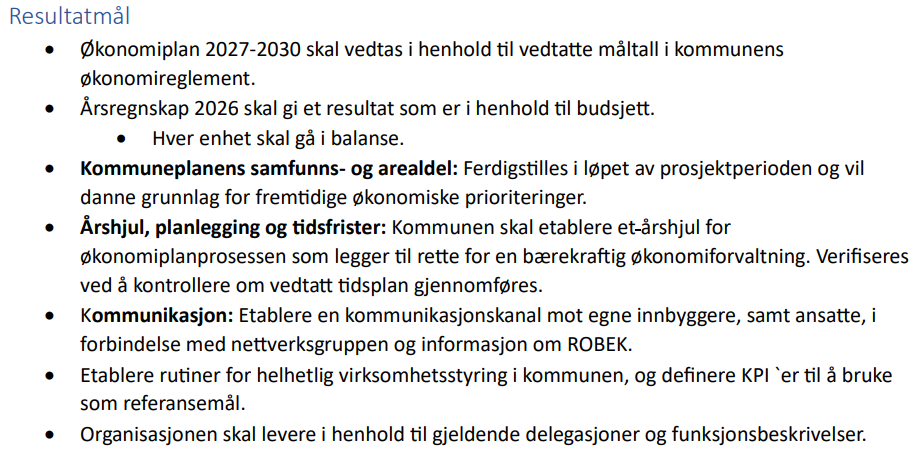 Resultatmål
• Økonomiplan 2027-2030 skal vedtas i henhold til vedtatte måltall i kommunens
økonomireglement.
• Årsregnskap 2026 skal gi et resultat som er i henhold til budsjett.
• Hver enhet skal gå i balanse.
• Kommuneplanens samfunns- og arealdel: Ferdigstilles i løpet av prosjektperioden og vil
danne grunnlag for fremtidige økonomiske prioriteringer.
• Årshjul, planlegging og tidsfrister: Kommunen skal etablere et-årshjul for
økonomiplanprosessen som legger til rette for en bærekraftig økonomiforvaltning. Verifiseres
ved å kontrollere om vedtatt tidsplan gjennomføres.
• Kommunikasjon: Etablere en kommunikasjonskanal mot egne innbyggere, samt ansatte, i
forbindelse med nettverksgruppen og informasjon om ROBEK.
• Etablere rutiner for helhetlig virksomhetsstyring i kommunen, og definere KPI `er til å bruke
som referansemål.
• Organisasjonen skal levere i henhold til gjeldende delegasjoner og funksjonsbeskrivelser.